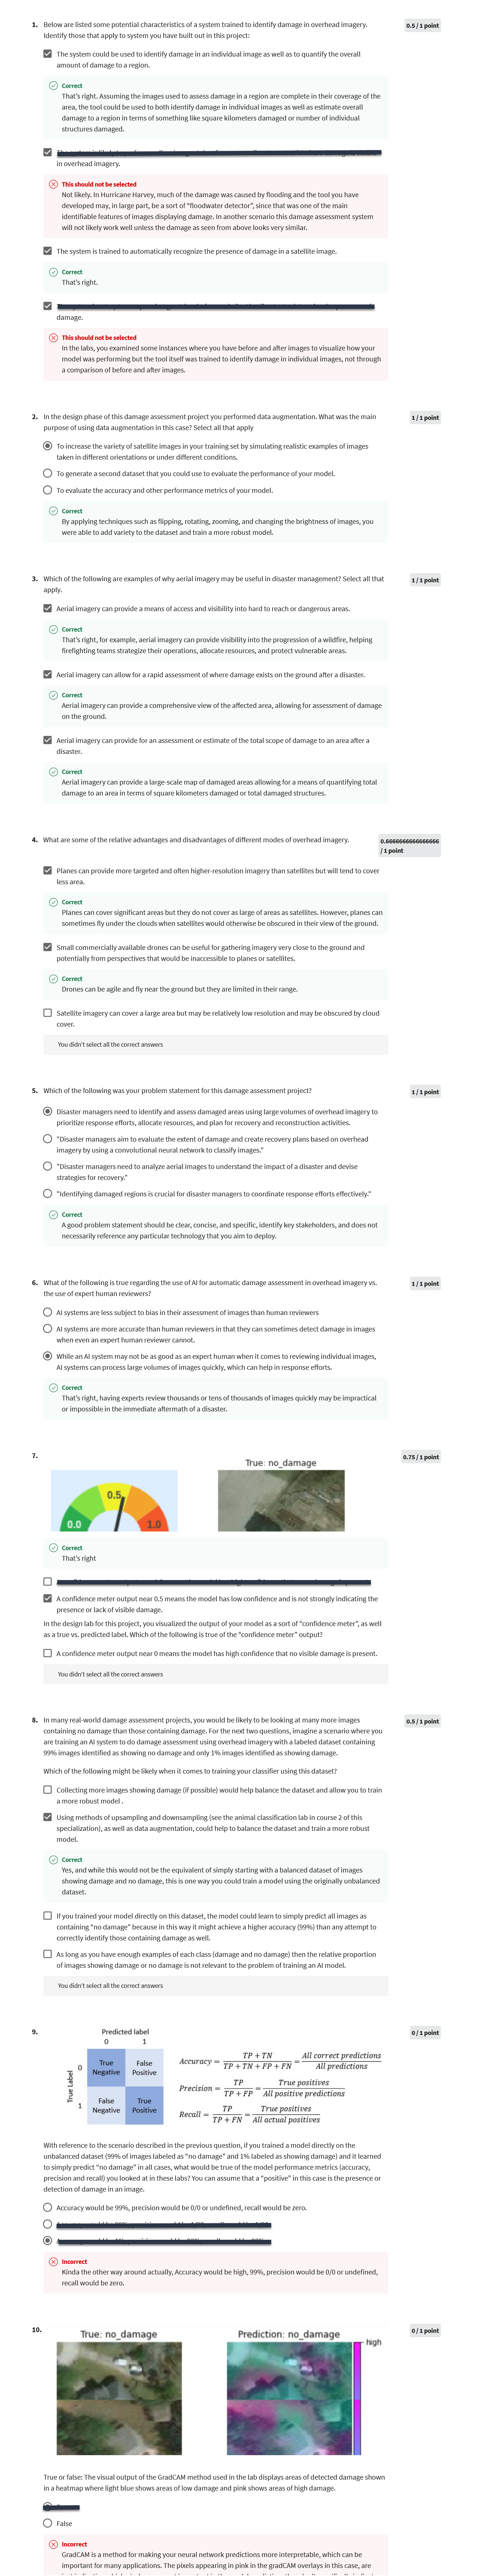 1. Below are listed some potential characteristics of a system trained to identify damage in overhead imagery.
Identify those that apply to system you have built out in this project:
0.5 / 1 point
The system could be used to identify damage in an individual image as well as to quantify the overall
amount of damage to a region.
Correct
That's right. Assuming the images used to assess damage in a region are complete in their coverage of the
area, the tool could be used to both identify damage in individual images as well as estimate overall
damage to a region in terms of something like square kilometers damaged or number of individual
structures damaged.
in overhead imagery.
This should not be selected
Not likely. In Hurricane Harvey, much of the damage was caused by flooding and the tool you have
developed may, in large part, be a sort of "floodwater detector", since that was one of the main
identifiable features of images displaying damage. In another scenario this damage assessment system
will not likely work well unless the damage as seen from above looks very similar.
The system is trained to automatically recognize the presence of damage in a satellite image.
Correct
That's right.
damage.
This should not be selected
In the labs, you examined some instances where you have before and after images to visualize how your
model was performing but the tool itself was trained to identify damage in individual images, not through
a comparison of before and after images.
2. In the design phase of this damage assessment project you performed data augmentation. What was the main
purpose of using data augmentation in this case? Select all that apply
1 / 1 point
To increase the variety of satellite images in your training set by simulating realistic examples of images
taken in different orientations or under different conditions.
To generate a second dataset that you could use to evaluate the performance of your model.
To evaluate the accuracy and other performance metrics of your model.
Correct
By applying techniques such as flipping, rotating, zooming, and changing the brightness of images, you
were able to add variety to the dataset and train a more robust model.
3. Which of the following are examples of why aerial imagery may be useful in disaster management? Select all that
apply.
1 / 1 point
Aerial imagery can provide a means of access and visibility into hard to reach or dangerous areas.
Correct
That's right, for example, aerial imagery can provide visibility into the progression of a wildfire, helping
firefighting teams strategize their operations, allocate resources, and protect vulnerable areas.
Aerial imagery can allow for a rapid assessment of where damage exists on the ground after a disaster.
Correct
Aerial imagery can provide a comprehensive view of the affected area, allowing for assessment of damage
on the ground.
Aerial imagery can provide for an assessment or estimate of the total scope of damage to an area after a
disaster.
Correct
Aerial imagery can provide a large-scale map of damaged areas allowing for a means of quantifying total
damage to an area in terms of square kilometers damaged or total damaged structures.
4. What are some of the relative advantages and disadvantages of different modes of overhead imagery.
0.6666666666666666
/ 1 point
Planes can provide more targeted and often higher-resolution imagery than satellites but will tend to cover
less area.
Correct
Planes can cover significant areas but they do not cover as large of areas as satellites. However, planes can
sometimes fly under the clouds when satellites would otherwise be obscured in their view of the ground.
Small commercially available drones can be useful for gathering imagery very close to the ground and
potentially from perspectives that would be inaccessible to planes or satellites.
Correct
Drones can be agile and fly near the ground but they are limited in their range.
Satellite imagery can cover a large area but may be relatively low resolution and may be obscured by cloud
cover.
You didn't select all the correct answers
5. Which of the following was your problem statement for this damage assessment project?
1 / 1 point
Disaster managers need to identify and assess damaged areas using large volumes of overhead imagery to
prioritize response efforts, allocate resources, and plan for recovery and reconstruction activities.
"Disaster managers aim to evaluate the extent of damage and create recovery plans based on overhead
imagery by using a convolutional neural network to classify images."
"Disaster managers need to analyze aerial images to understand the impact of a disaster and devise
strategies for recovery."
"Identifying damaged regions is crucial for disaster managers to coordinate response efforts effectively."
Correct
A good problem statement should be clear, concise, and specific, identify key stakeholders, and does not
necessarily reference any particular technology that you aim to deploy.
6. What of the following is true regarding the use of AI for automatic damage assessment in overhead imagery vs.
the use of expert human reviewers?
1 / 1 point
AI systems are less subject to bias in their assessment of images than human reviewers
AI systems are more accurate than human reviewers in that they can sometimes detect damage in images
when even an expert human reviewer cannot.
While an AI system may not be as good as an expert human when it comes to reviewing individual images,
AI systems can process large volumes of images quickly, which can help in response efforts.
Correct
That's right, having experts review thousands or tens of thousands of images quickly may be impractical
or impossible in the immediate aftermath of a disaster.
7.
0.75 / 1 point
True: no_damage
0.5
0.0
1.0
Correct
That's right
A confidence meter output near 0.5 means the model has low confidence and is not strongly indicating the
presence or lack of visible damage.
In the design lab for this project, you visualized the output of your model as a sort of "confidence meter", as well
as a true vs. predicted label. Which of the following is true of the "confidence meter" output?
A confidence meter output near 0 means the model has high confidence that no visible damage is present.
You didn't select all the correct answers
8. In many real-world damage assessment projects, you would be likely to be looking at many more images
containing no damage than those containing damage. For the next two questions, imagine a scenario where you
are training an AI system to do damage assessment using overhead imagery with a labeled dataset containing
99% images identified as showing no damage and only 1% images identified as showing damage.
0.5 / 1 point
Which of the following might be likely when it comes to training your classifier using this dataset?
Collecting more images showing damage (if possible) would help balance the dataset and allow you to train
a more robust model .
Using methods of upsampling and downsampling (see the animal classification lab in course 2 of this
specialization), as well as data augmentation, could help to balance the dataset and train a more robust
model.
Correct
Yes, and while this would not be the equivalent of simply starting with a balanced dataset of images
showing damage and no damage, this is one way you could train a model using the originally unbalanced
dataset.
If you trained your model directly on this dataset, the model could learn to simply predict all images as
containing "no damage" because in this way it might achieve a higher accuracy (99%) than any attempt to
correctly identify those containing damage as well.
As long as you have enough examples of each class (damage and no damage) then the relative proportion
of images showing damage or no damage is not relevant to the problem of training an AI model.
You didn't select all the correct answers
9.
0 / 1 point
Predicted label
0 1
True Label
0
True Negative
False Positive
1
False Negative
True Positive
Accuracy = TP + TN / TP + TN + FP + FN = All correct predictions / All predictions
Precision = TP / TP + FP = True positives / All positive predictions
Recall = TP / TP + FN = True positives / All actual positives
With reference to the scenario described in the previous question, if you trained a model directly on the
unbalanced dataset (99% of images labeled as "no damage" and 1% labeled as showing damage) and it learned
to simply predict "no damage" in all cases, what would be true of the model performance metrics (accuracy,
precision and recall) you looked at in these labs? You can assume that a "positive" in this case is the presence or
detection of damage in an image.
Accuracy would be 99%, precision would be 0/0 or undefined, recall would be zero.
Incorrect
Kinda the other way around actually, Accuracy would be high, 99%, precision would be 0/0 or undefined,
recall would be zero.
10.
0 / 1 point
True: no_damage
Prediction: no_damage
high
True or false: The visual output of the GradCAM method used in the lab displays areas of detected damage shown
in a heatmap where light blue shows areas of low damage and pink shows areas of high damage.
False
Incorrect
GradCAM is a method for making your neural network predictions more interpretable, which can be
important for many applications. The pixels appearing in pink in the gradCAM overlays in this case, are